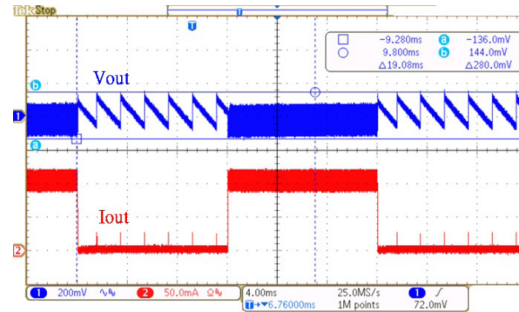 Tek Stop
T
T
-9.280ms a -136.0mV
9.800ms b 144.0mV
Δ19.08ms Δ280.0mV
b
Vout
1
a
Iout
2
1 200mV 2 50.0mA Ω 4.00ms 25.0MS/s 1
T→▼6.76000ms 1M points 72.0mV